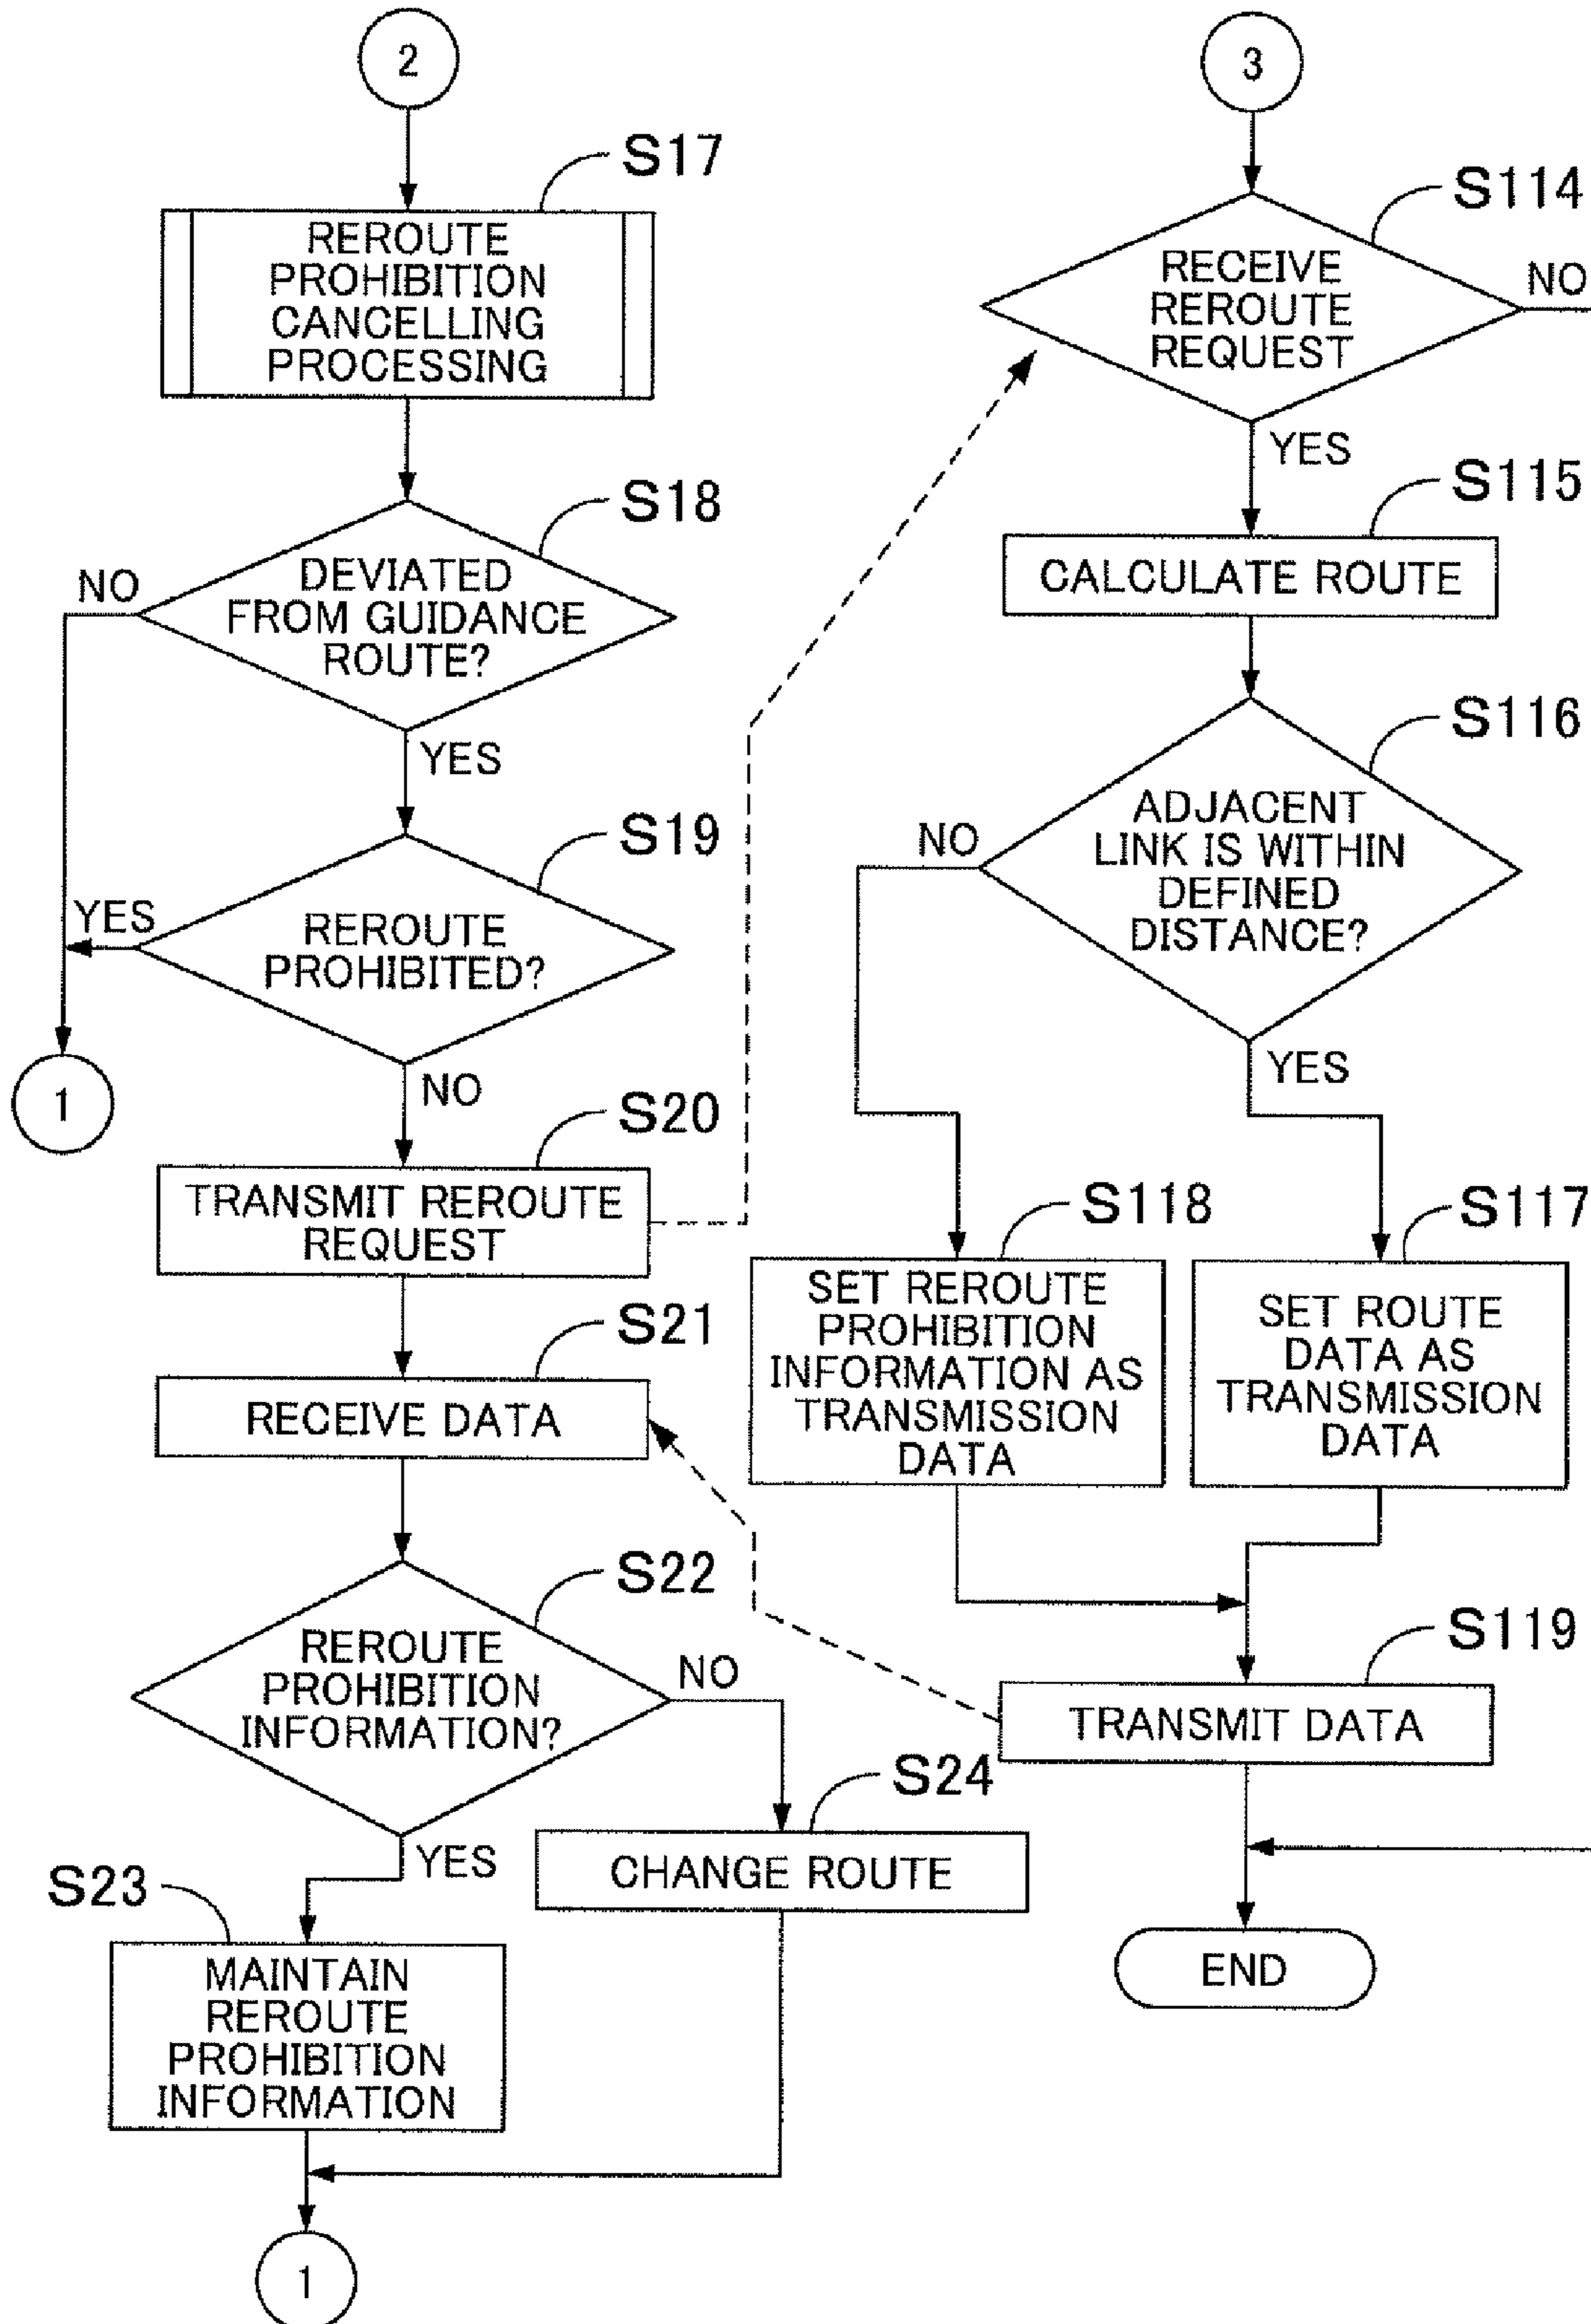 2
S17
REROUTE
PROHIBITION
CANCELLING
PROCESSING
S18
DEVIATED
FROM GUIDANCE
ROUTE?
NO
YES
S19
REROUTE
PROHIBITED?
YES
NO
1
S20
TRANSMIT REROUTE
REQUEST
S21
RECEIVE DATA
S22
REROUTE
PROHIBITION
INFORMATION?
NO
YES
S24
CHANGE ROUTE
S23
MAINTAIN
REROUTE
PROHIBITION
INFORMATION
1
3
S114
RECEIVE
REROUTE
REQUEST
NO
YES
S115
CALCULATE ROUTE
S116
ADJACENT
LINK IS WITHIN
DEFINED
DISTANCE?
NO
YES
S118
SET REROUTE
PROHIBITION
INFORMATION AS
TRANSMISSION
DATA
S117
SET ROUTE
DATA AS
TRANSMISSION
DATA
S119
TRANSMIT DATA
END